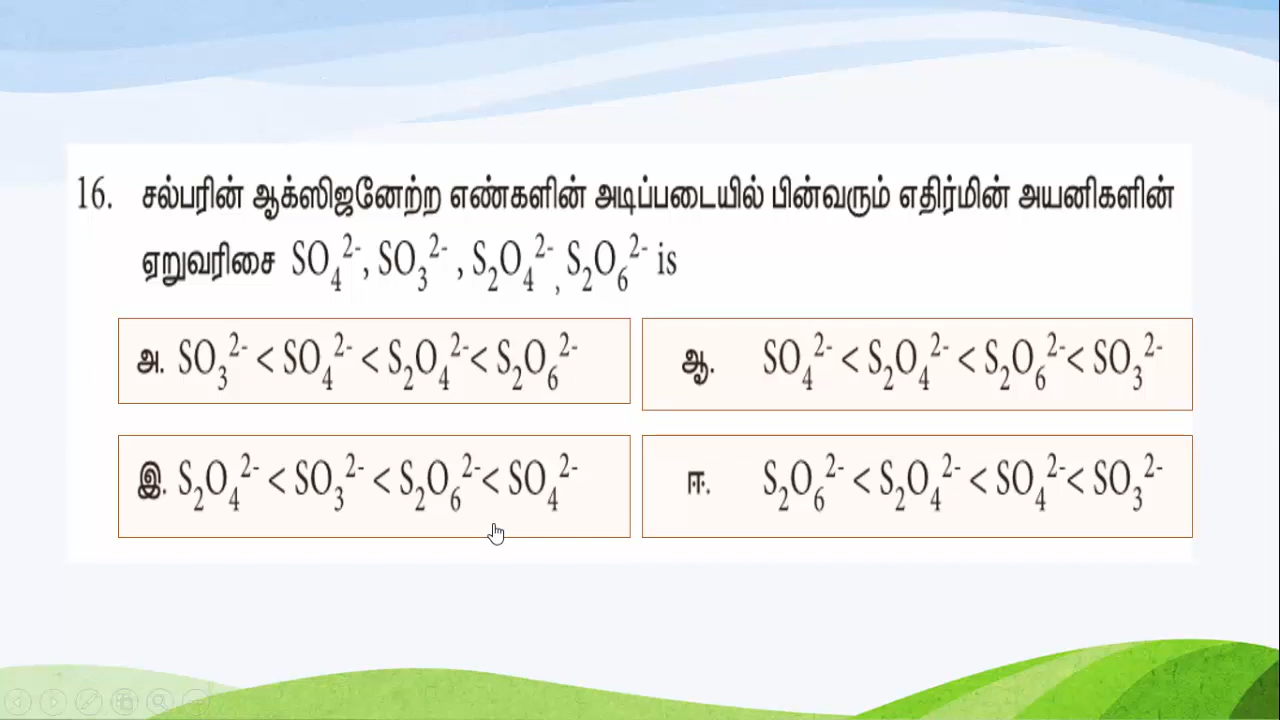 16. சல்பரின் ஆக்ஸிஜனேற்ற எண்களின் அடிப்படையில் பின்வரும் எதிர்மின் அயனிகளின்
ஏறுவரிசை SO₄²⁻, SO₃²⁻ , S₂O₄²⁻, S₂O₆²⁻ is
அ. SO₃²⁻ < SO₄²⁻ < S₂O₄²⁻ < S₂O₆²⁻
ஆ. SO₄²⁻ < S₂O₄²⁻ < S₂O₆²⁻ < SO₃²⁻
இ. S₂O₄²⁻ < SO₃²⁻ < S₂O₆²⁻ < SO₄²⁻
ஈ. S₂O₆²⁻ < S₂O₄²⁻ < SO₄²⁻ < SO₃²⁻